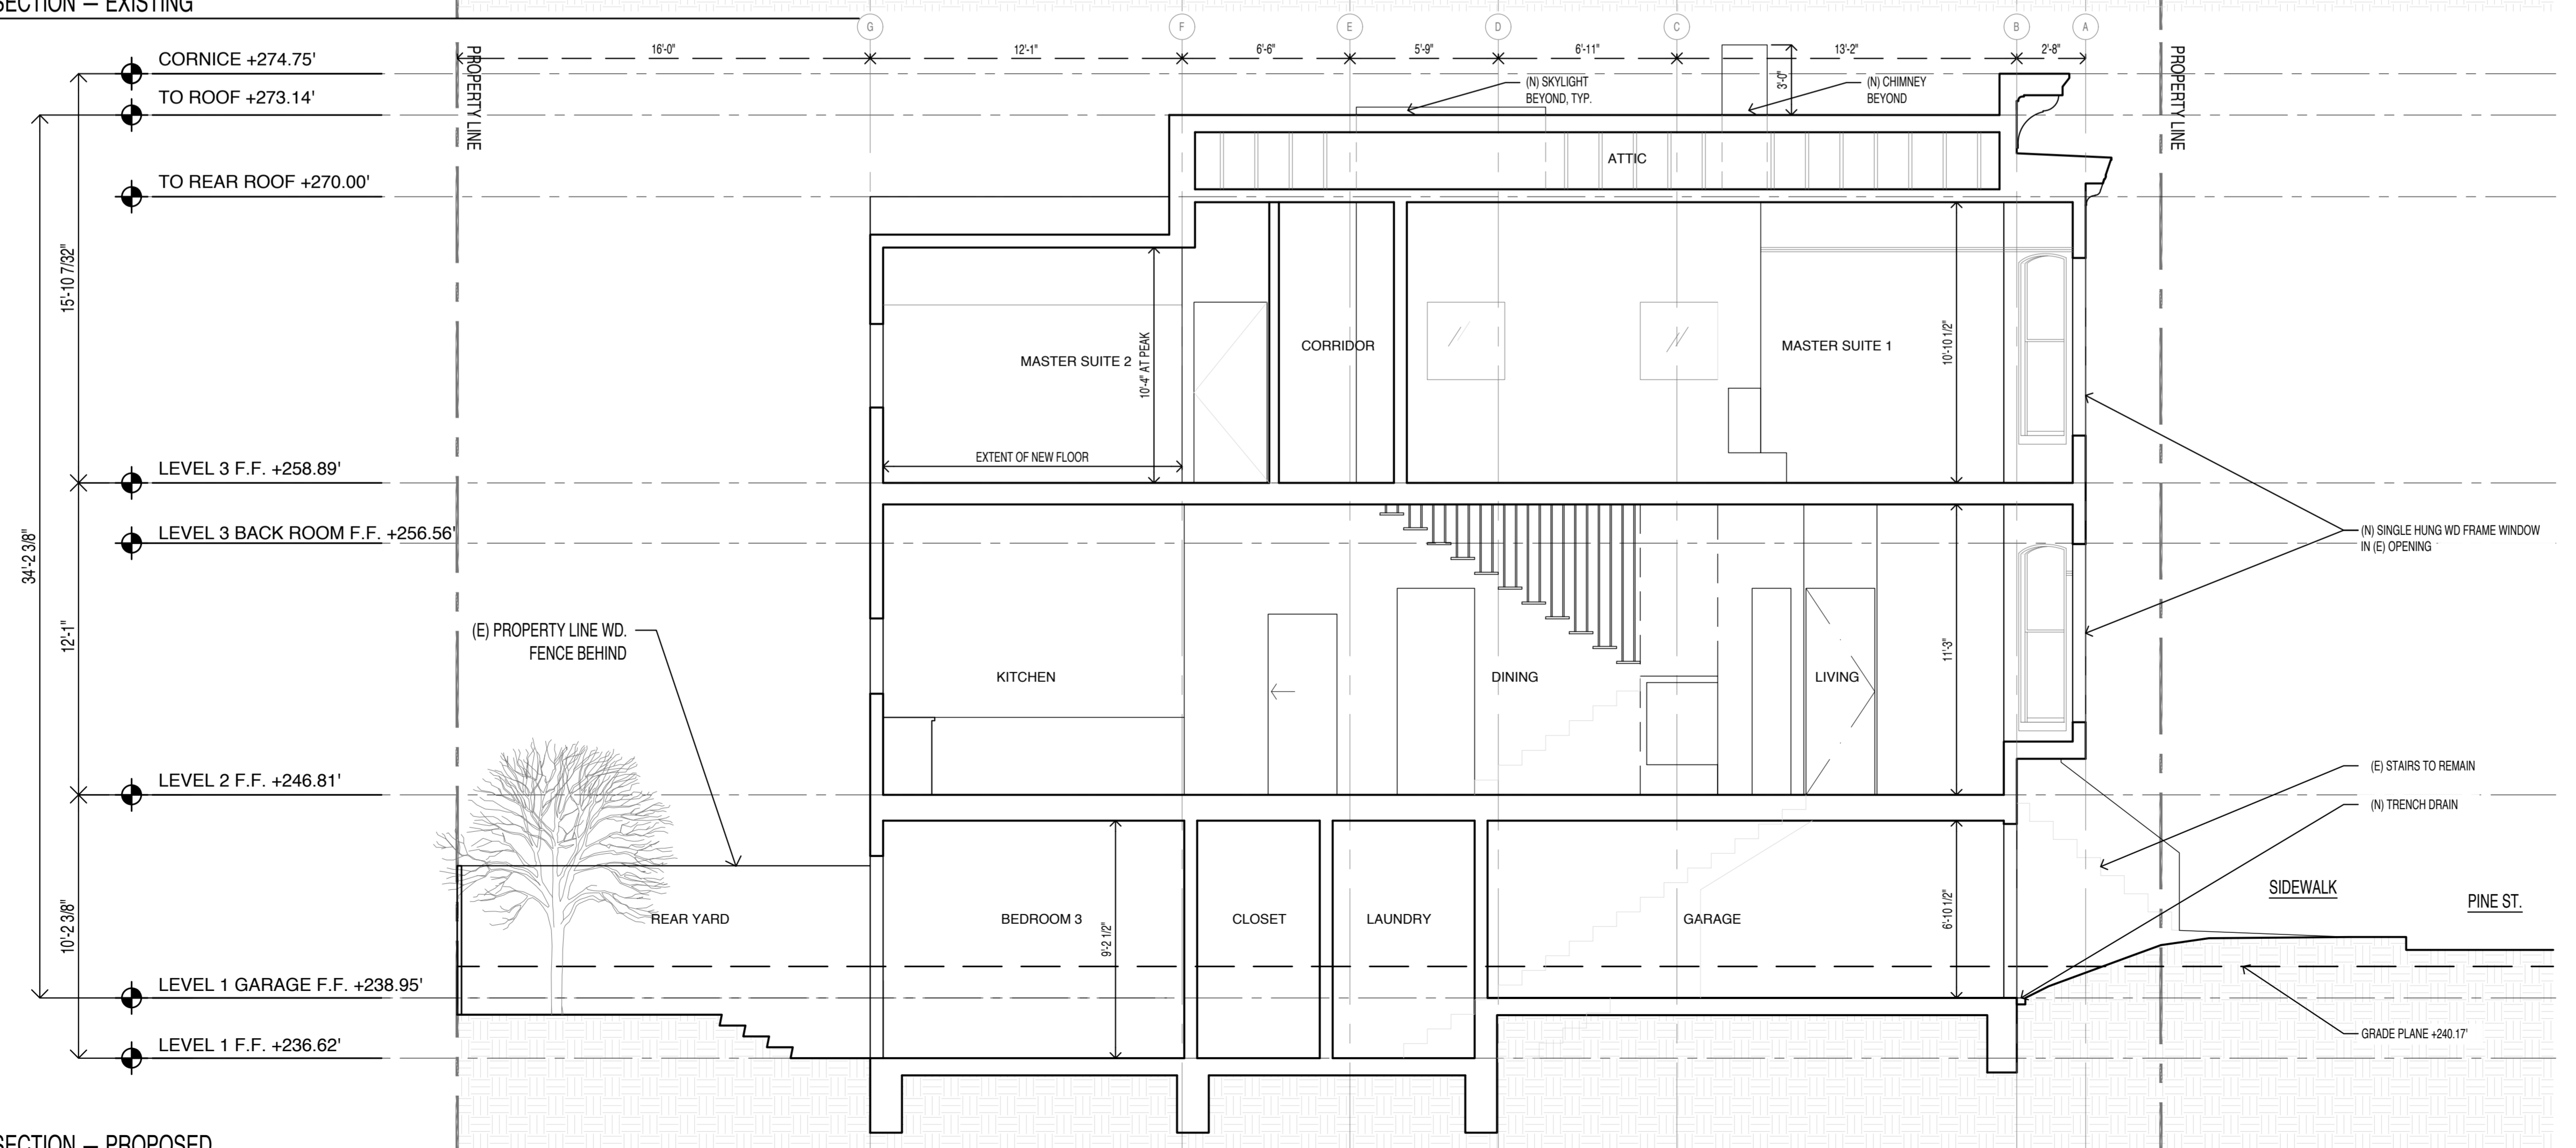 SECTION – EXISTING
G
F
E
D
C
B
A
16'-0"
12'-1"
6'-6"
5'-9"
6'-11"
13'-2"
2'-8"
PROPERTY LINE
PROPERTY LINE
CORNICE +274.75'
TO ROOF +273.14'
TO REAR ROOF +270.00'
LEVEL 3 F.F. +258.89'
LEVEL 3 BACK ROOM F.F. +256.56'
LEVEL 2 F.F. +246.81'
LEVEL 1 GARAGE F.F. +238.95'
LEVEL 1 F.F. +236.62'
15'-10 7/32"
12'-1"
10'-2 3/8"
34'-2 3/8"
(N) SKYLIGHT
BEYOND, TYP.
3'-0"
(N) CHIMNEY
BEYOND
ATTIC
MASTER SUITE 2
10'-4" AT PEAK
EXTENT OF NEW FLOOR
CORRIDOR
MASTER SUITE 1
10'-10 1/2"
(N) SINGLE HUNG WD FRAME WINDOW
IN (E) OPENING
(E) PROPERTY LINE WD.
FENCE BEHIND
KITCHEN
DINING
LIVING
11'-3"
(E) STAIRS TO REMAIN
(N) TRENCH DRAIN
REAR YARD
BEDROOM 3
9'-2 1/2"
CLOSET
LAUNDRY
GARAGE
6'-10 1/2"
SIDEWALK
PINE ST.
GRADE PLANE +240.17'
SECTION – PROPOSED